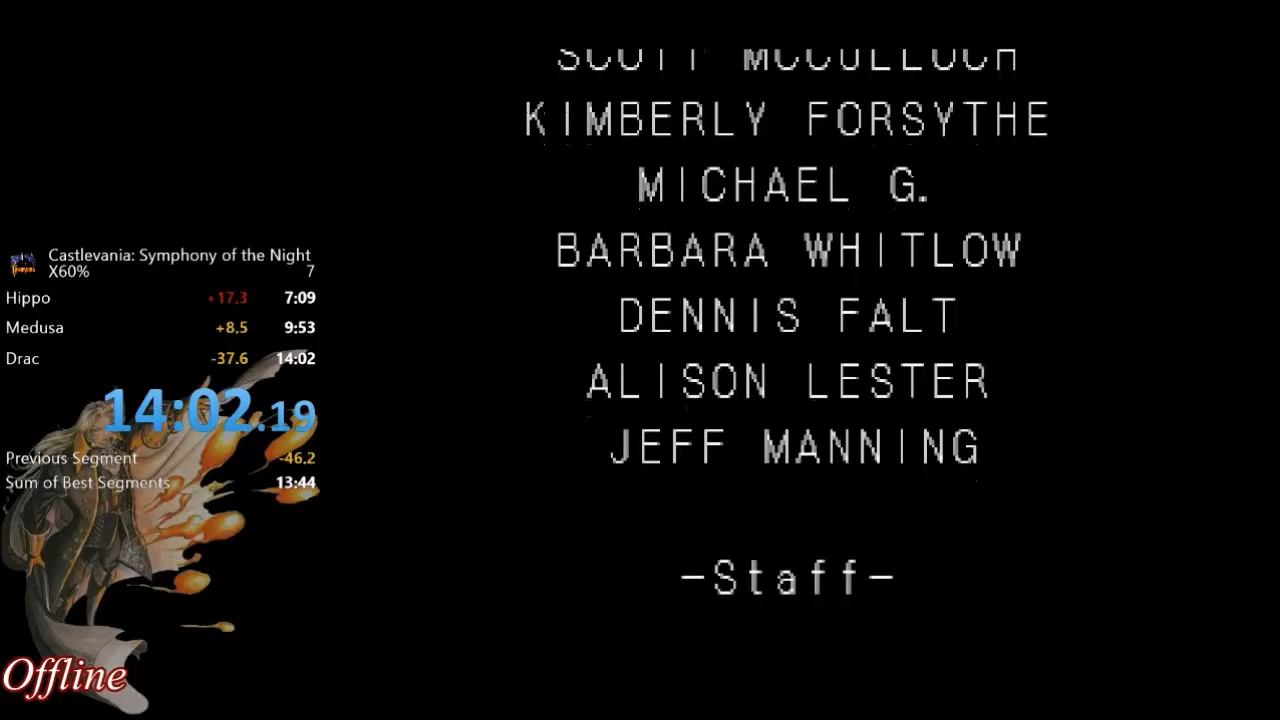 Castlevania: Symphony of the Night
X60% 7
Hippo +17.3 7:09
Medusa +8.5 9:53
Drac -37.6 14:02
14:02.19
Previous Segment -46.2
Sum of Best Segments 13:44
Offline
SCOTT MCCULLOCH
KIMBERLY FORSYTHE
MICHAEL G.
BARBARA WHITLOW
DENNIS FALT
ALISON LESTER
JEFF MANNING
-Staff-